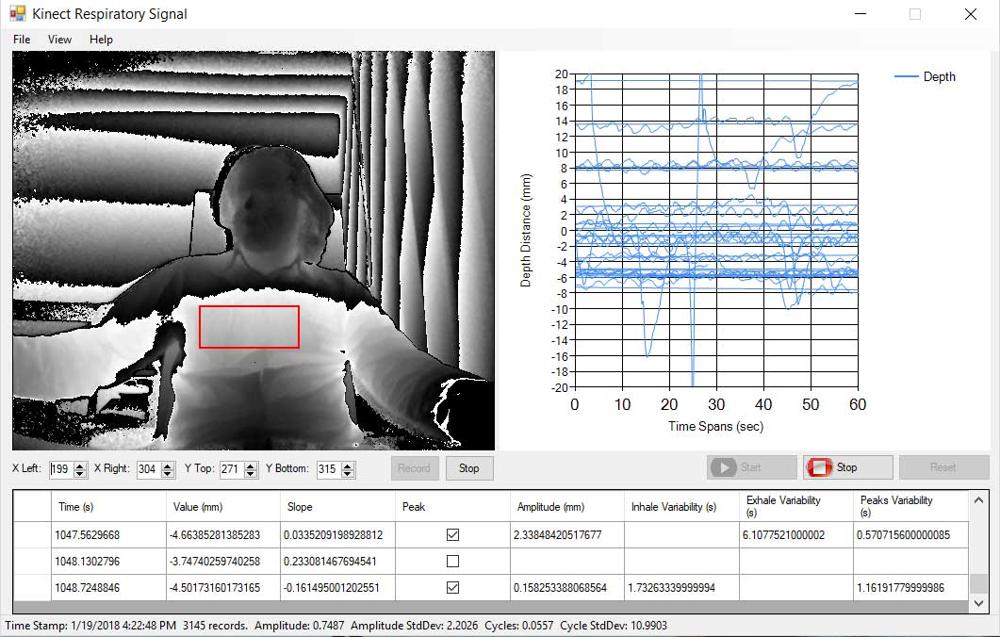 Kinect Respiratory Signal
File View Help
Depth
Depth Distance (mm)
20
18
16
14
12
10
8
6
4
2
0
-2
-4
-6
-8
-10
-12
-14
-16
-18
-20
0 10 20 30 40 50 60
Time Spans (sec)
X Left: 199 X Right: 304 Y Top: 271 Y Bottom: 315 Record Stop Start Stop Reset
Time (s) Value (mm) Slope Peak Amplitude (mm) Inhale Variability (s) Exhale Variability (s) Peaks Variability (s)
1047.5629668 -4.66385281385283 0.0335209198928812 2.33848420517677 6.1077521000002 0.570715600000085
1048.1302796 -3.74740259740258 0.233081467694541
1048.7248846 -4.50173160173165 -0.161495001202551 0.158253388068564 1.73263339999994 1.16191779999986
Time Stamp: 1/19/2018 4:22:48 PM 3145 records. Amplitude: 0.7487 Amplitude StdDev: 2.2026 Cycles: 0.0557 Cycle StdDev: 10.9903